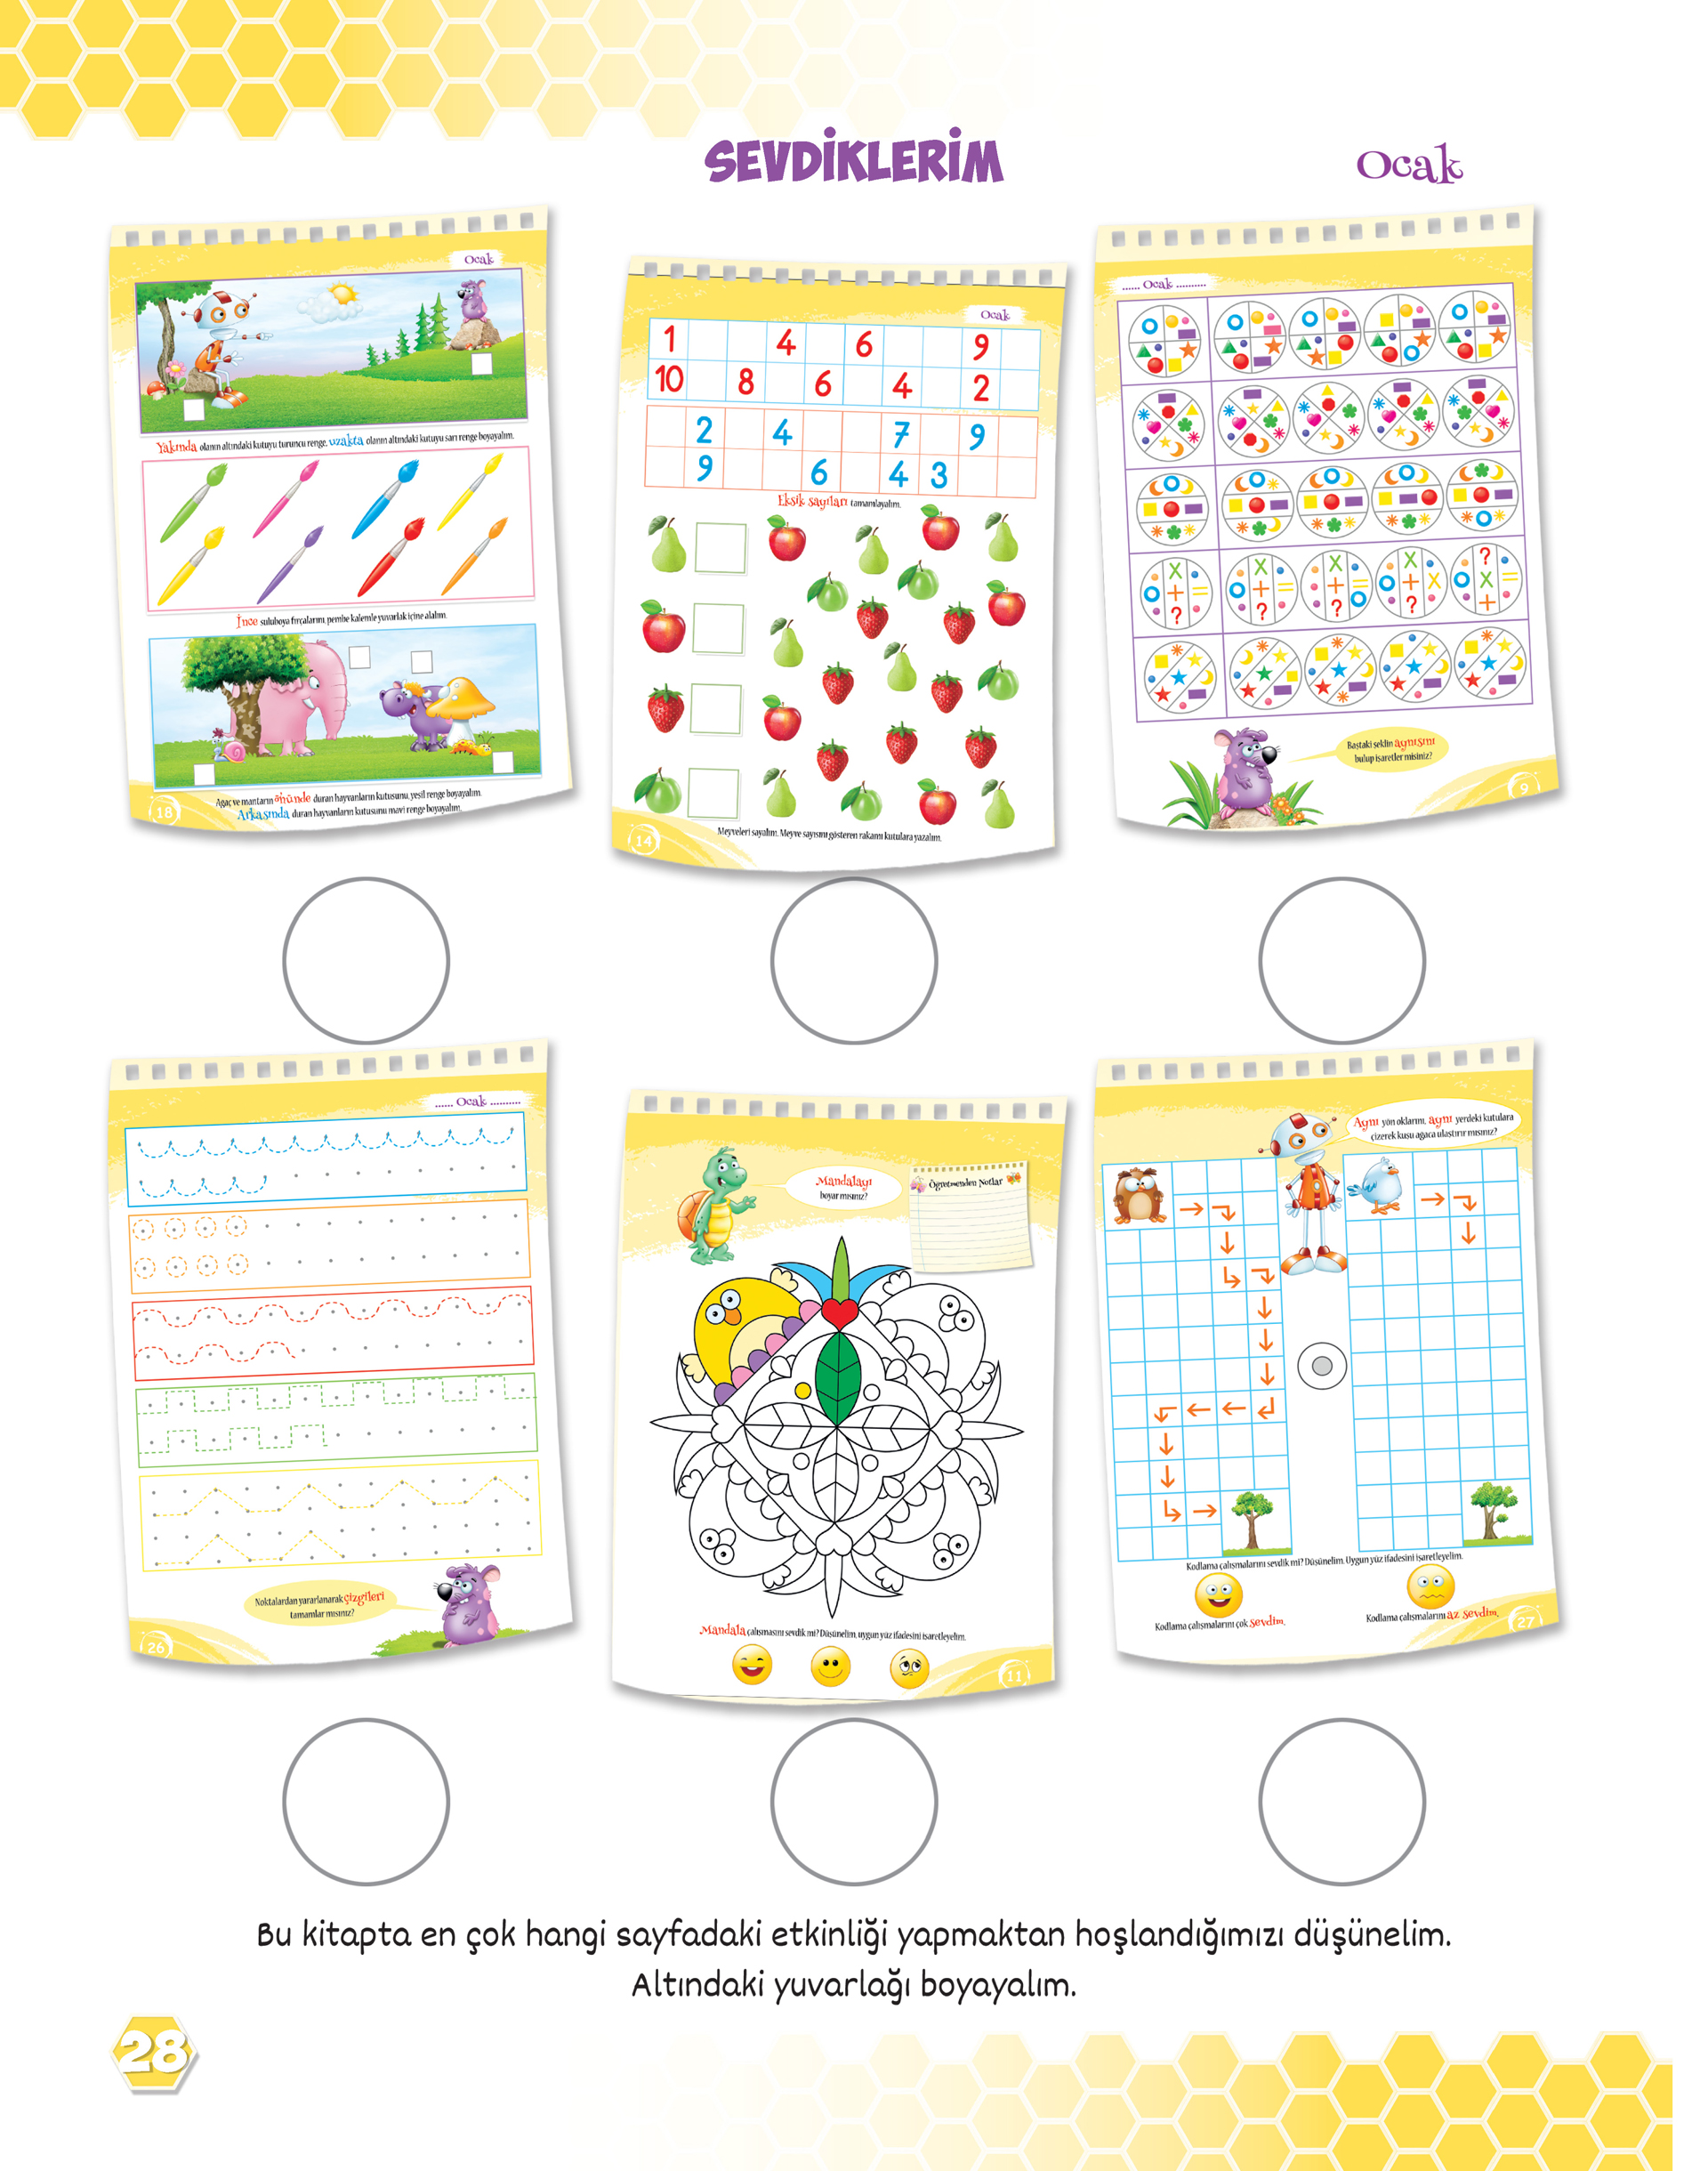 SEVDİKLERİM
Ocak
Ocak
Yakında olanın altındaki kutuyu turuncu renge, uzakta olanın altındaki kutuyu sarı renge boyayalım.
İnce suluboya fırçalarını, pembe kalemle yuvarlak içine alalım.
Ağaç ve mantarın önünde duran hayvanların kutusunu, yeşil renge boyayalım.
Arkasında duran hayvanların kutusunu mavi renge boyayalım.
18
Ocak
1 4 6 9
10 8 6 4 2
2 4 7 9
9 6 4 3
Eksik sayıları tamamlayalım.
Meyveleri sayalım. Meyve sayısını gösteren rakamı kutulara yazalım.
14
...... Ocak ..........
X + = ?
X + = ?
X + = ?
X + X ?
? X = +
Baştaki şeklin aynısını
bulup işaretler misiniz?
9
...... Ocak ..........
Noktalardan yararlanarak çizgileri
tamamlar mısınız?
26
Mandalayı
boyar mısınız?
Öğretmenden Notlar
Mandala çalışmasını sevdik mi? Düşünelim, uygun yüz ifadesini işaretleyelim.
11
Aynı yön oklarını, aynı yerdeki kutulara
çizerek kuşu ağaca ulaştırır mısınız?
Kodlama çalışmalarını sevdik mi? Düşünelim. Uygun yüz ifadesini işaretleyelim.
Kodlama çalışmalarını çok sevdim.
Kodlama çalışmalarını az sevdim.
27
Bu kitapta en çok hangi sayfadaki etkinliği yapmaktan hoşlandığımızı düşünelim.
Altındaki yuvarlağı boyayalım.
28